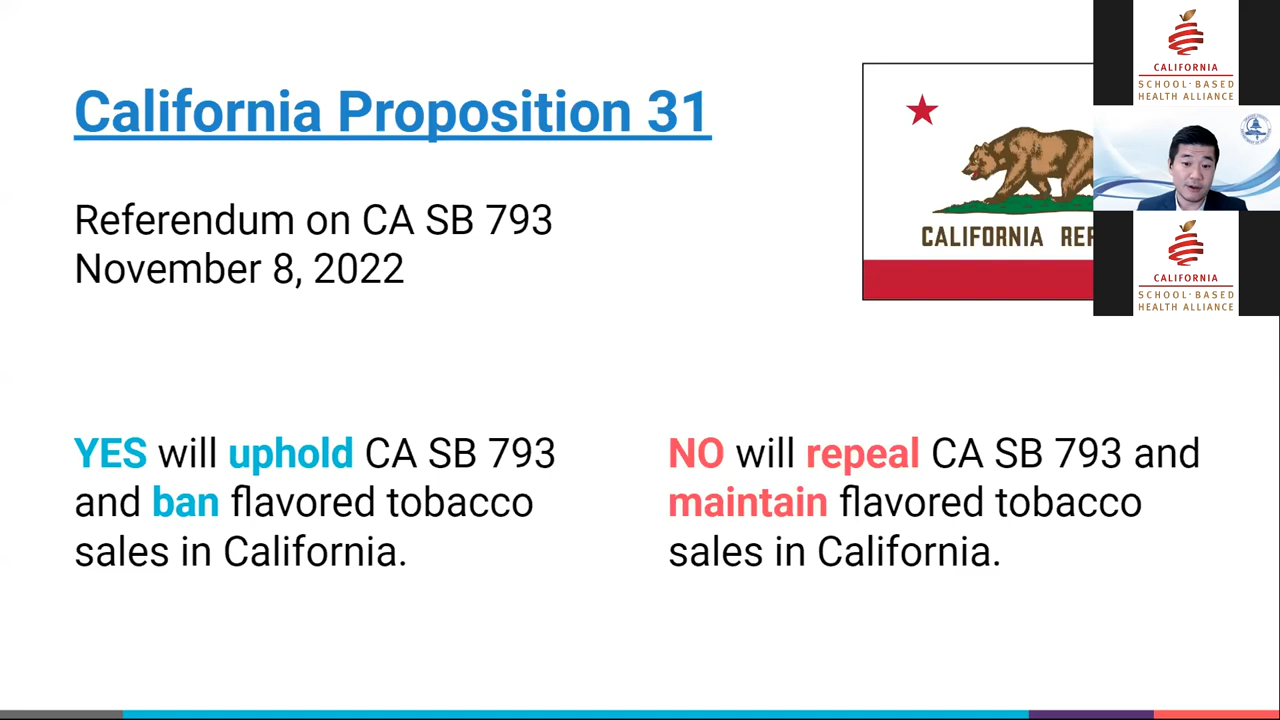 California Proposition 31
Referendum on CA SB 793
November 8, 2022
CALIFORNIA
YES will uphold CA SB 793
and ban flavored tobacco
sales in California.
NO will repeal CA SB 793 and
maintain flavored tobacco
sales in California.
CALIFORNIA
SCHOOL-BASED
HEALTH ALLIANCE
CALIFORNIA
SCHOOL-BASED
HEALTH ALLIANCE